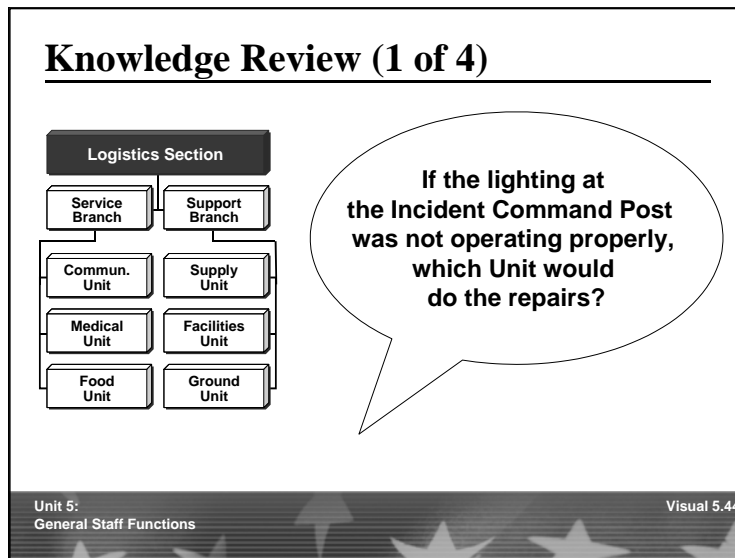 Knowledge Review (1 of 4)
Logistics Section
Service
Branch
Support
Branch
Commun.
Unit
Supply
Unit
Medical
Unit
Facilities
Unit
Food
Unit
Ground
Unit
If the lighting at
the Incident Command Post
was not operating properly,
which Unit would
do the repairs?
Unit 5:
General Staff Functions
Visual 5.44